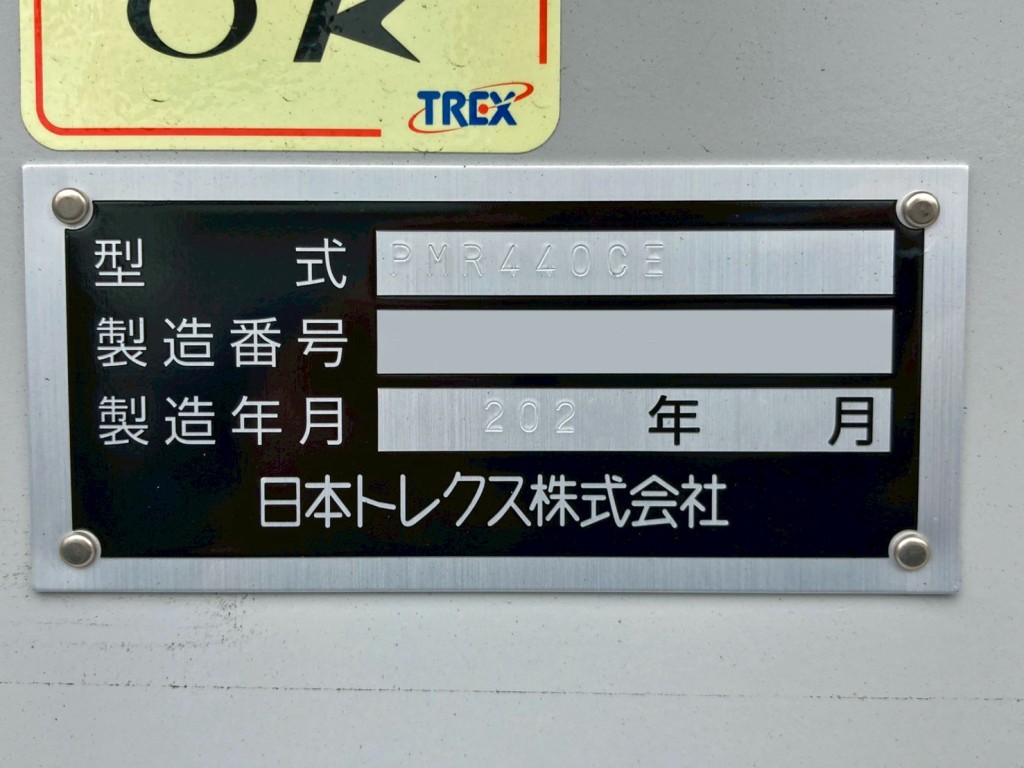 OK
TREX
型式 PMR440CE
製造番号
製造年月 202 年 月
日本トレクス株式会社